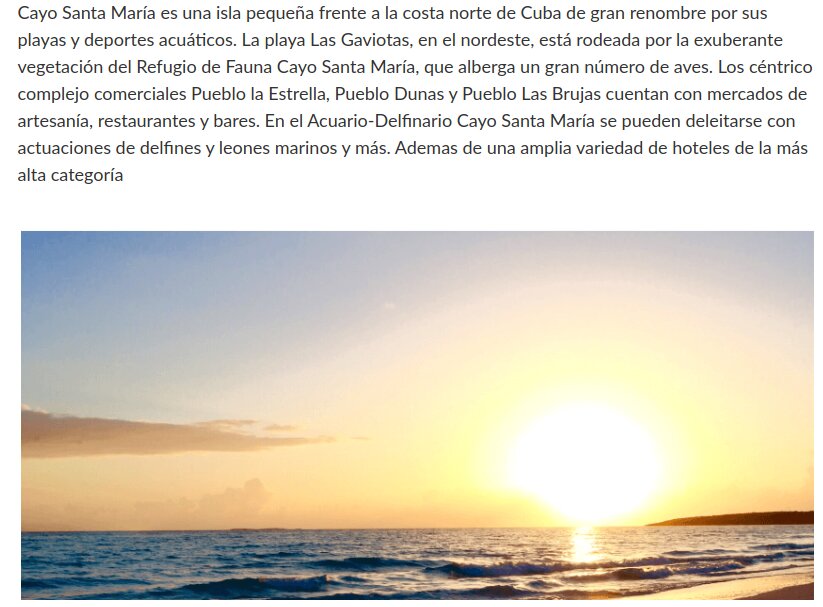 Cayo Santa María es una isla pequeña frente a la costa norte de Cuba de gran renombre por sus
playas y deportes acuáticos. La playa Las Gaviotas, en el nordeste, está rodeada por la exuberante
vegetación del Refugio de Fauna Cayo Santa María, que alberga un gran número de aves. Los céntrico
complejo comerciales Pueblo la Estrella, Pueblo Dunas y Pueblo Las Brujas cuentan con mercados de
artesanía, restaurantes y bares. En el Acuario-Delfinario Cayo Santa María se pueden deleitarse con
actuaciones de delfines y leones marinos y más. Ademas de una amplia variedad de hoteles de la más
alta categoría